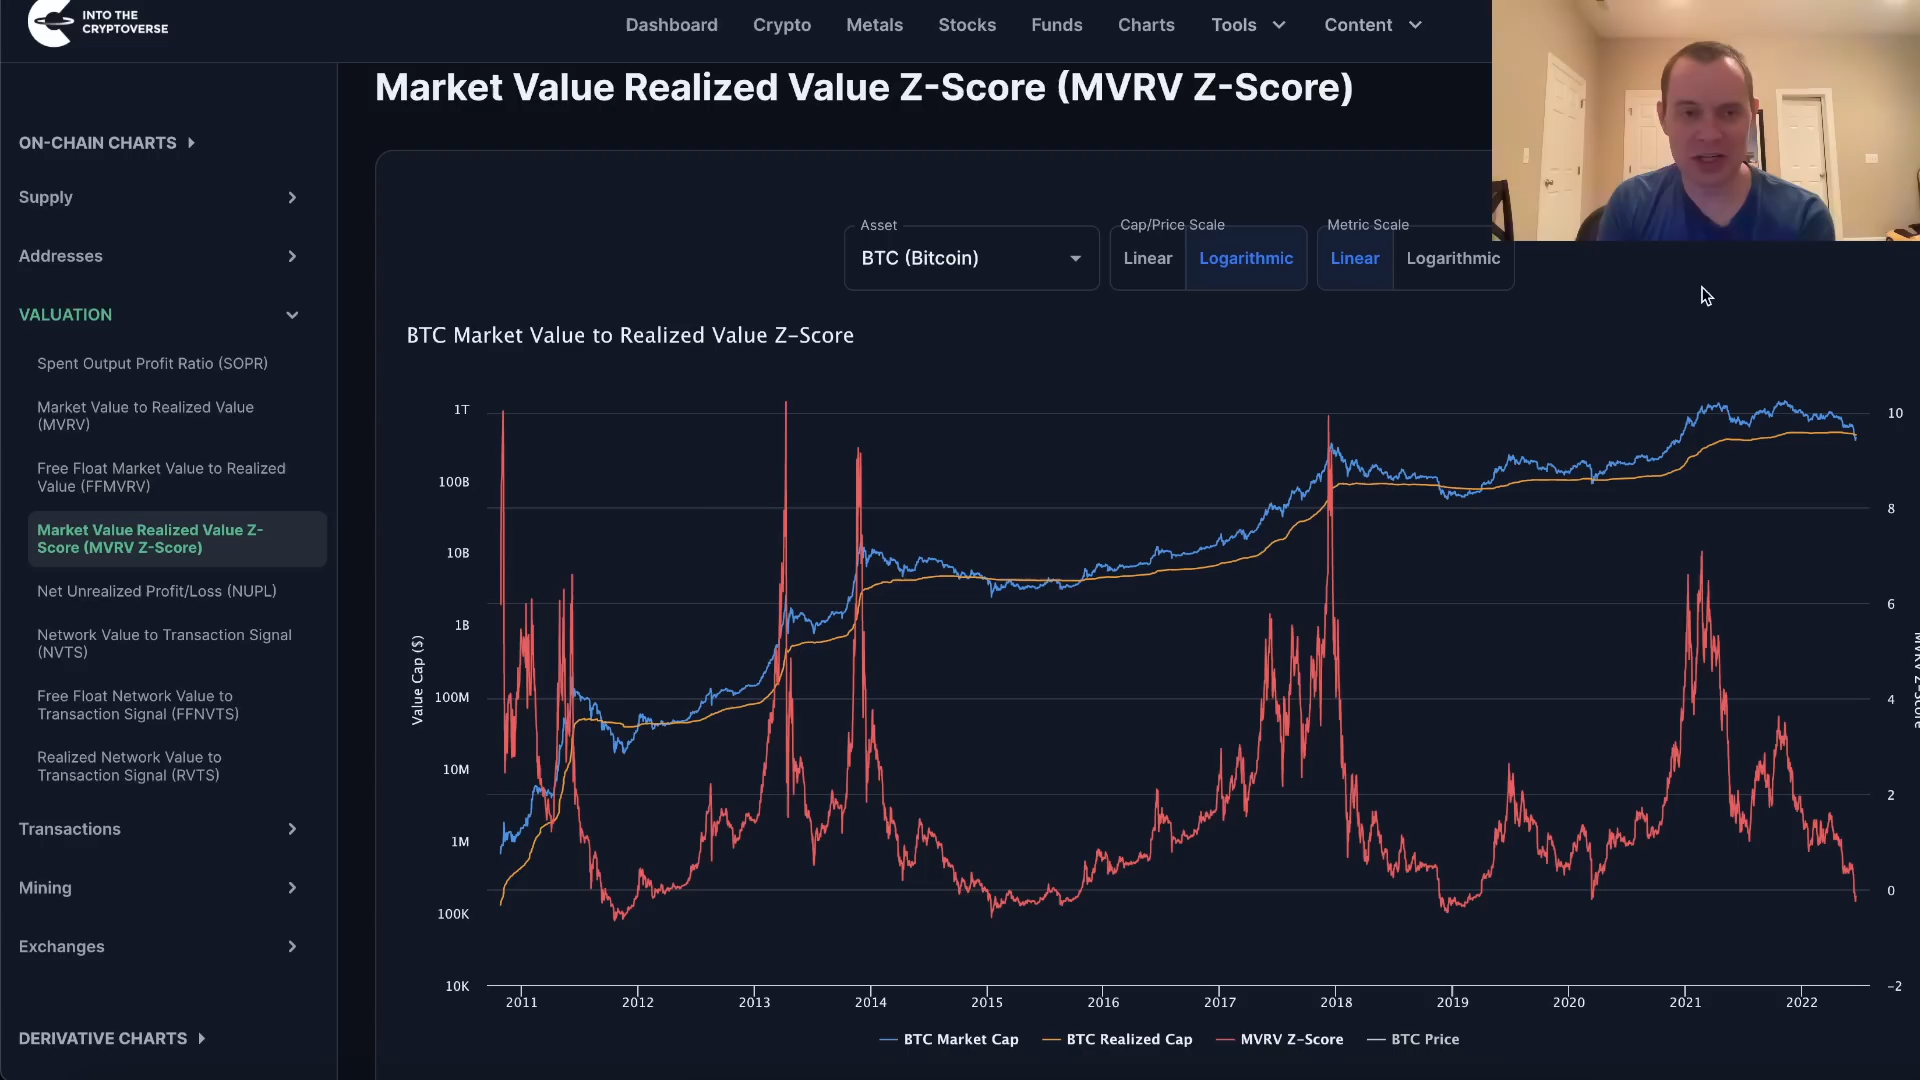 INTO THE
CRYPTOVERSE
Dashboard
Crypto
Metals
Stocks
Funds
Charts
Tools
Content
Market Value Realized Value Z-Score (MVRV Z-Score)
ON-CHAIN CHARTS
Supply
Addresses
VALUATION
Spent Output Profit Ratio (SOPR)
Market Value to Realized Value
(MVRV)
Free Float Market Value to Realized
Value (FFMVRV)
Market Value Realized Value Z-
Score (MVRV Z-Score)
Net Unrealized Profit/Loss (NUPL)
Network Value to Transaction Signal
(NVTS)
Free Float Network Value to
Transaction Signal (FFNVTS)
Realized Network Value to
Transaction Signal (RVTS)
Transactions
Mining
Exchanges
DERIVATIVE CHARTS
Asset
BTC (Bitcoin)
Cap/Price Scale
Linear
Logarithmic
Metric Scale
Linear
Logarithmic
BTC Market Value to Realized Value Z-Score
Value Cap ($)
1T
100B
10B
1B
100M
10M
1M
100K
10K
10
8
6
4
2
0
-2
MVRV Z-Score
2011
2012
2013
2014
2015
2016
2017
2018
2019
2020
2021
2022
BTC Market Cap
BTC Realized Cap
MVRV Z-Score
BTC Price